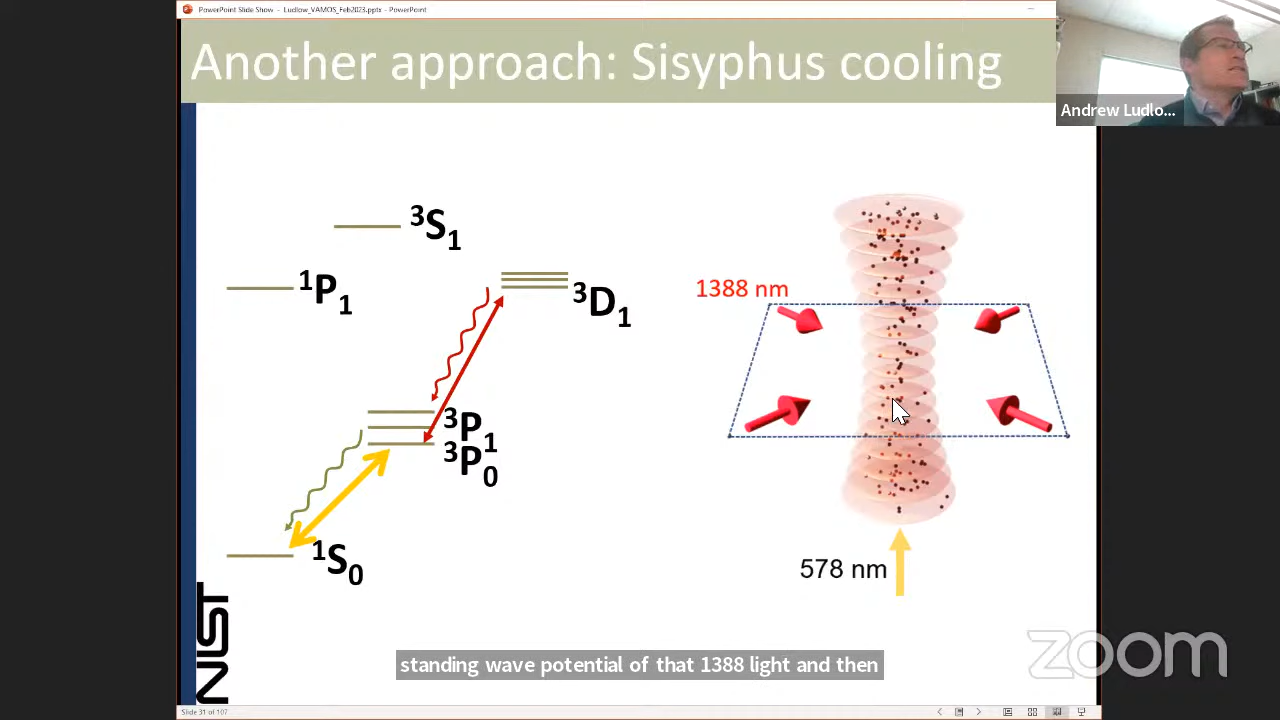 PowerPoint Slide Show - Ludlow_VAMOS_Feb2023.pptx - PowerPoint
Another approach: Sisyphus cooling
Andrew Ludlo...
3S1
1P1
3D1
1388 nm
3P1
3P0
1S0
578 nm
NIST
standing wave potential of that 1388 light and then
zoom
Slide 31 of 107